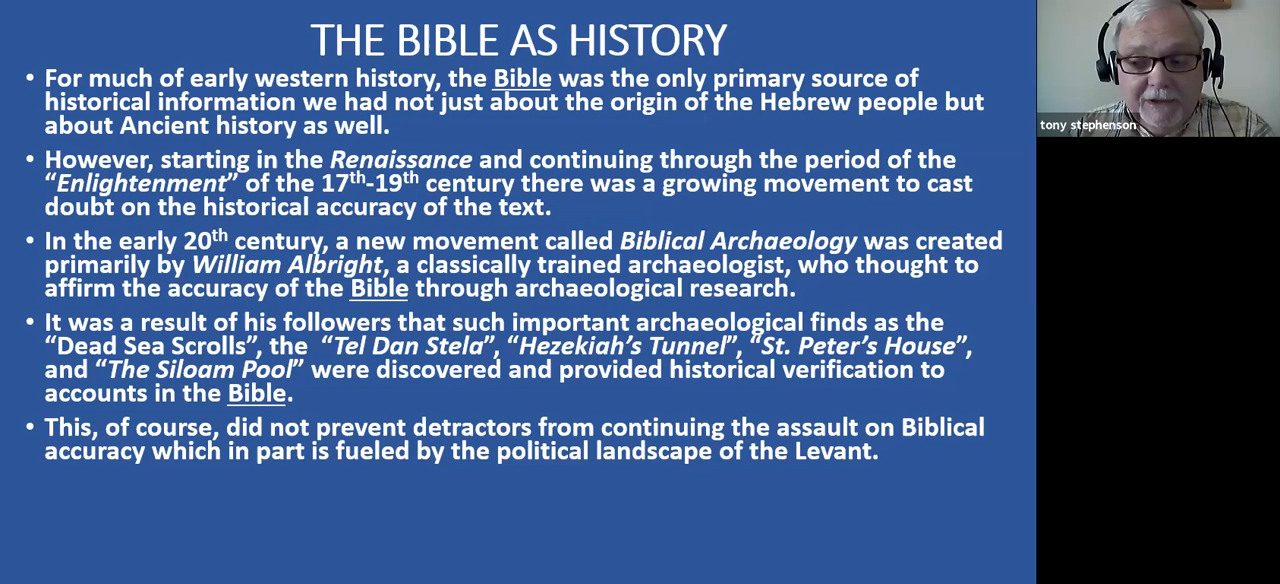 THE BIBLE AS HISTORY
• For much of early western history, the Bible was the only primary source of
historical information we had not just about the origin of the Hebrew people but
about Ancient history as well.
• However, starting in the Renaissance and continuing through the period of the
“Enlightenment” of the 17th-19th century there was a growing movement to cast
doubt on the historical accuracy of the text.
• In the early 20th century, a new movement called Biblical Archaeology was created
primarily by William Albright, a classically trained archaeologist, who thought to
affirm the accuracy of the Bible through archaeological research.
• It was a result of his followers that such important archaeological finds as the
“Dead Sea Scrolls”, the “Tel Dan Stela”, “Hezekiah’s Tunnel”, “St. Peter’s House”,
and “The Siloam Pool” were discovered and provided historical verification to
accounts in the Bible.
• This, of course, did not prevent detractors from continuing the assault on Biblical
accuracy which in part is fueled by the political landscape of the Levant.
tony stephenson